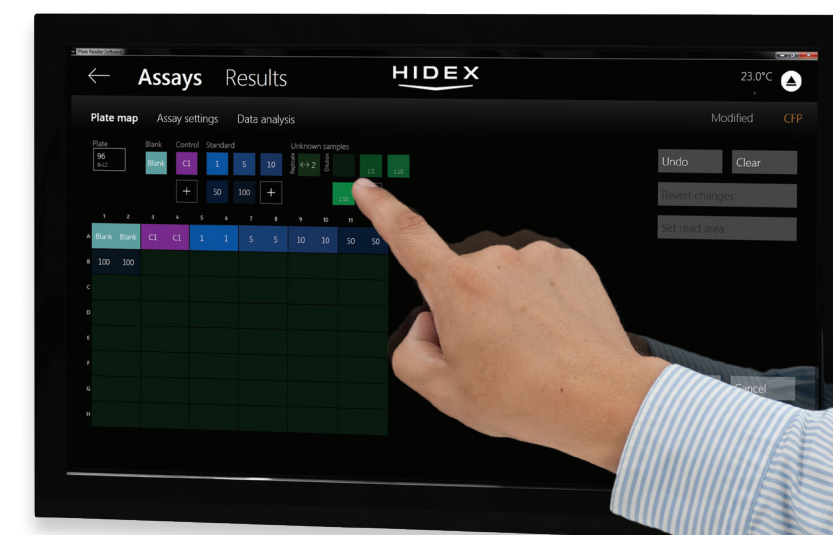 Plate Reader Software
Assays Results HIDEX 23.0°C
Plate map Assay settings Data analysis Modified CFP
Plate Blank Control Standard Unknown samples
96 8x12 Blank C1 1 5 10 Replicate ↔ 2 Dilution 1:5 1:10 Undo Clear
+ 50 100 + 1:50 Revert changes
Set read area
1 2 3 4 5 6 7 8 9 10 11
A Blank Blank C1 C1 1 1 5 5 10 10 50 50
B 100 100
C
D
E
F
G Cancel
H